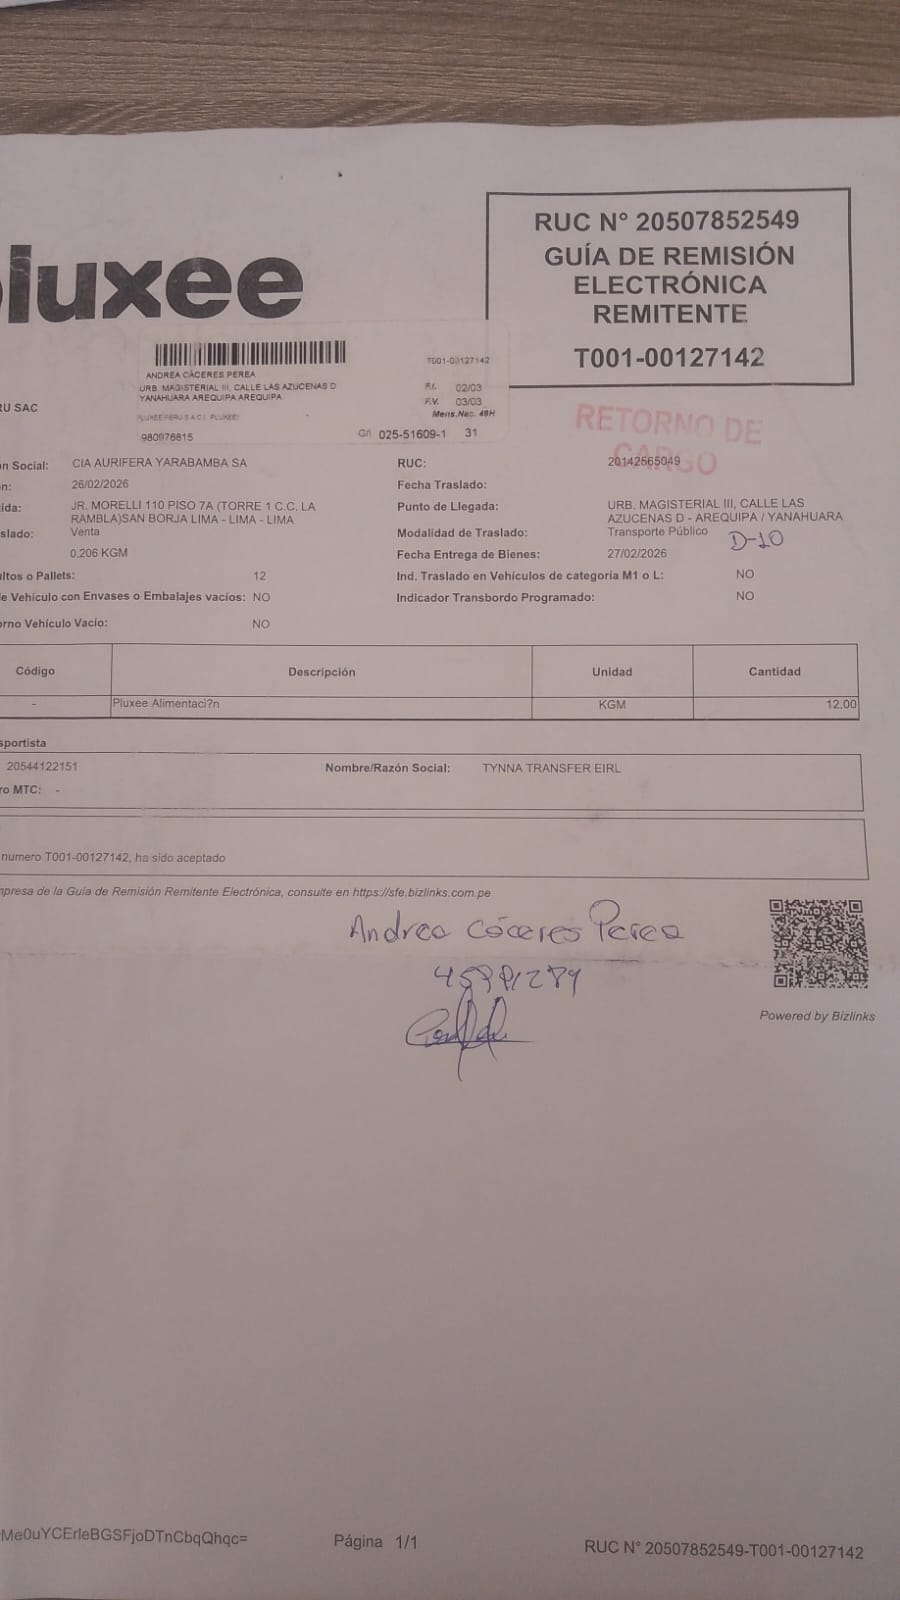 RUC N° 20507852549
GUÍA DE REMISIÓN
ELECTRÓNICA
REMITENTE
T001-00127142
pluxee
T001-00127142
ANDREA CÁCERES PEREA
URB. MAGISTERIAL III, CALLE LAS AZUCENAS D
YANAHUARA AREQUIPA AREQUIPA
F.I. 02/03
F.V. 03/03
Mens.Nac. 48H
980976815
G/I 025-51609-1 31
RU SAC
RETORNO DE
CARGO
n Social: CIA AURIFERA YARABAMBA SA RUC: 20142565049
n: 26/02/2026 Fecha Traslado:
ida: JR. MORELLI 110 PISO 7A (TORRE 1 C.C. LA
RAMBLA)SAN BORJA LIMA - LIMA - LIMA
Punto de Llegada: URB. MAGISTERIAL III, CALLE LAS
AZUCENAS D - AREQUIPA / YANAHUARA
slado: Venta Modalidad de Traslado: Transporte Público
D-10
0.206 KGM Fecha Entrega de Bienes: 27/02/2026
ultos o Pallets: 12 Ind. Traslado en Vehículos de categoría M1 o L: NO
e Vehículo con Envases o Embalajes vacíos: NO Indicador Transbordo Programado: NO
orno Vehículo Vacío: NO
Código Descripción Unidad Cantidad
- Pluxee Alimentaci?n KGM 12.00
sportista
20544122151 Nombre/Razón Social: TYNNA TRANSFER EIRL
ro MTC: -
numero T001-00127142, ha sido aceptado
mpresa de la Guía de Remisión Remitente Electrónica, consulte en https://sfe.bizlinks.com.pe
Andrea Cáceres Perea
Powered by Bizlinks
Me0uYCErIeBGSFjoDTnCbqQhqc= Página 1/1 RUC N° 20507852549-T001-00127142